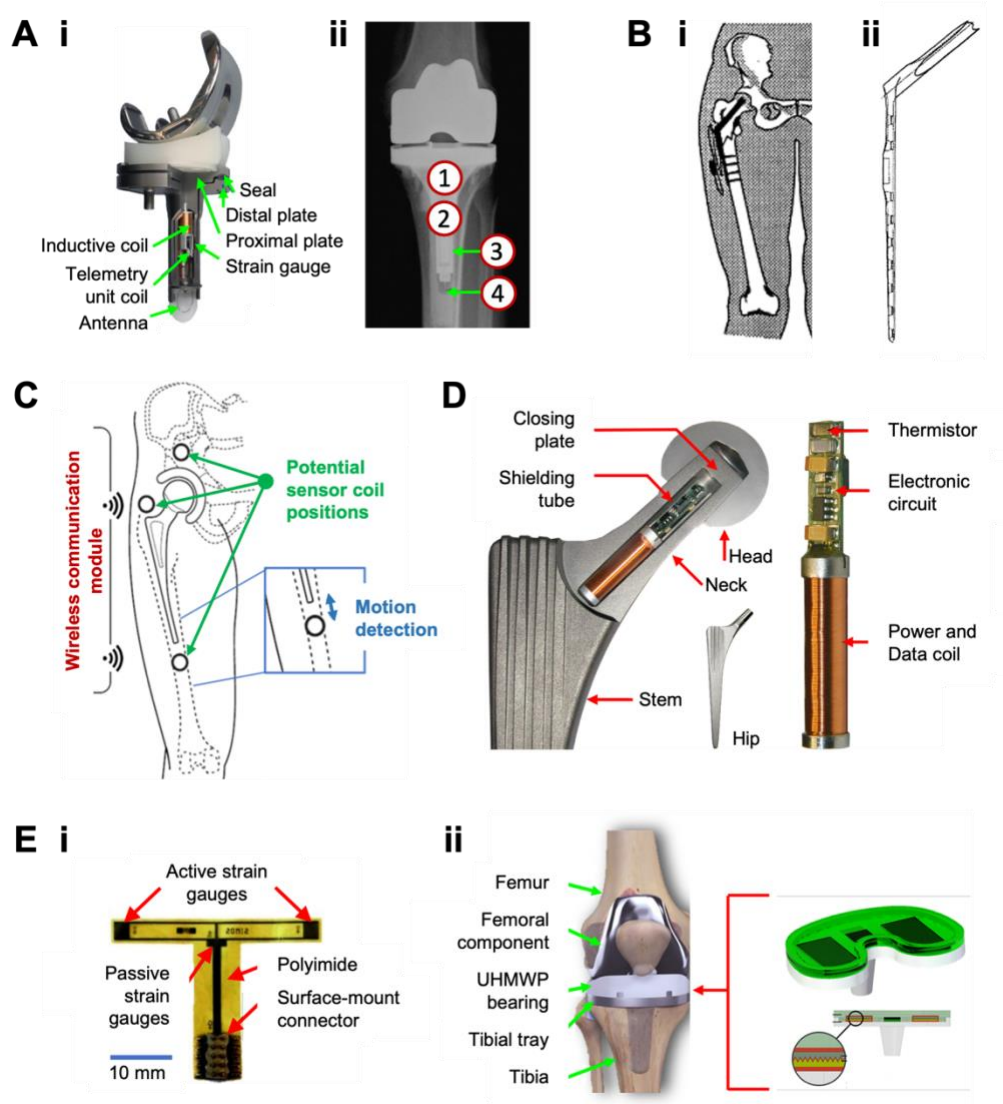 A i
Seal
Distal plate
Proximal plate
Strain gauge
Inductive coil
Telemetry
unit coil
Antenna
ii
1
2
3
4
B i
ii
C
Wireless communication
module
Potential
sensor coil
positions
Motion
detection
D
Closing
plate
Shielding
tube
Head
Neck
Stem
Hip
Thermistor
Electronic
circuit
Power and
Data coil
E i
Active strain
gauges
Passive
strain
gauges
Polyimide
Surface-mount
connector
10 mm
ii
Femur
Femoral
component
UHMWP
bearing
Tibial tray
Tibia